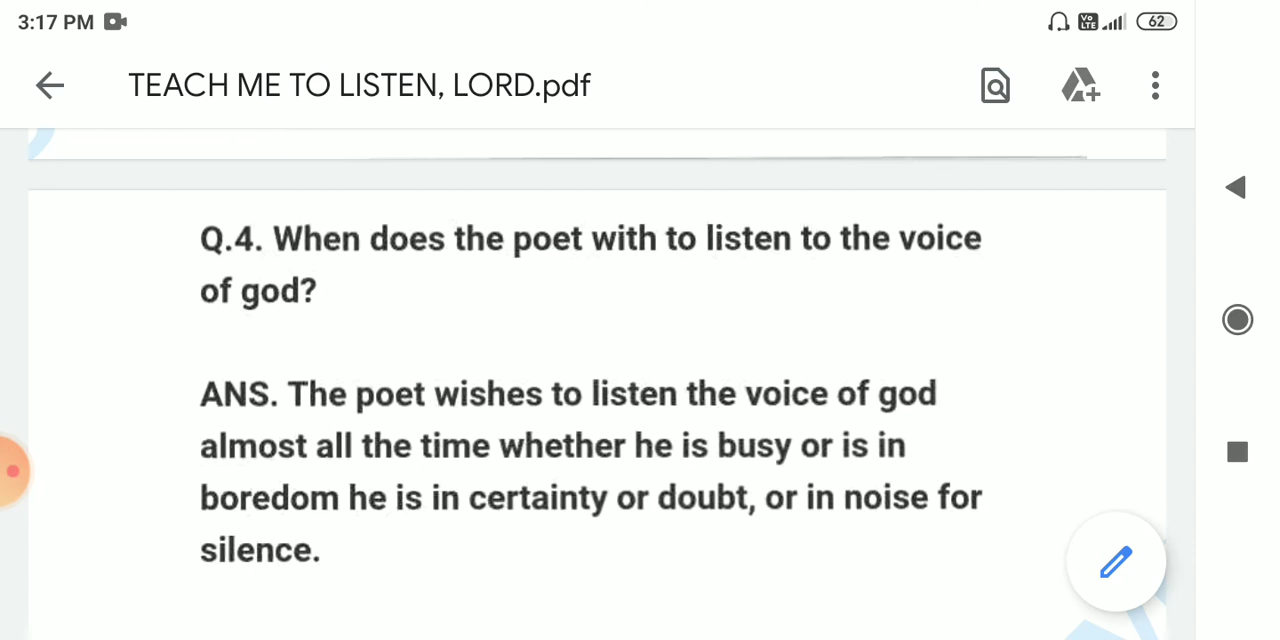 3:17 PM
Vo LTE
62
TEACH ME TO LISTEN, LORD.pdf
Q.4. When does the poet with to listen to the voice
of god?
ANS. The poet wishes to listen the voice of god
almost all the time whether he is busy or is in
boredom he is in certainty or doubt, or in noise for
silence.